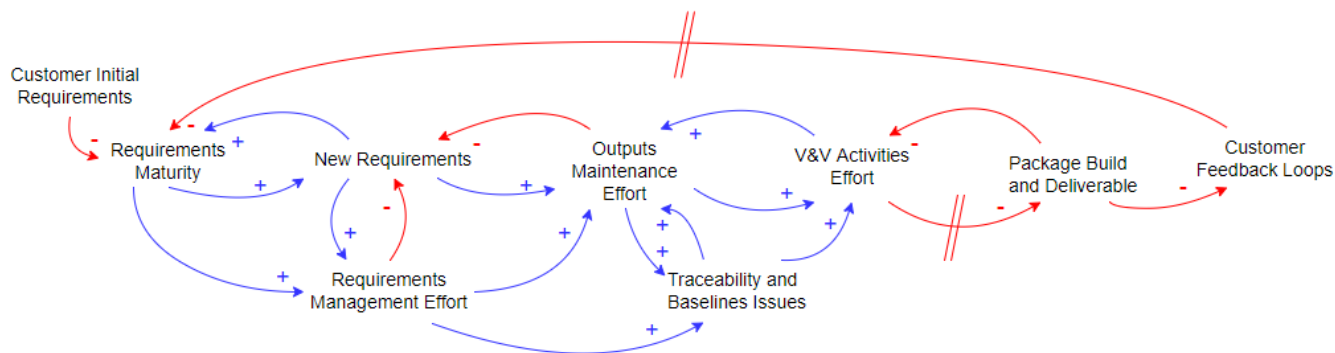 Customer Initial
Requirements
-
-
+
Requirements
Maturity
+
New Requirements
-
+
Outputs
Maintenance
Effort
+
V&V Activities
Effort
-
Package Build
and Deliverable
Customer
Feedback Loops
+
+
-
-
+
-
+
+
+
+
+
Requirements
Management Effort
Traceability and
Baselines Issues
+